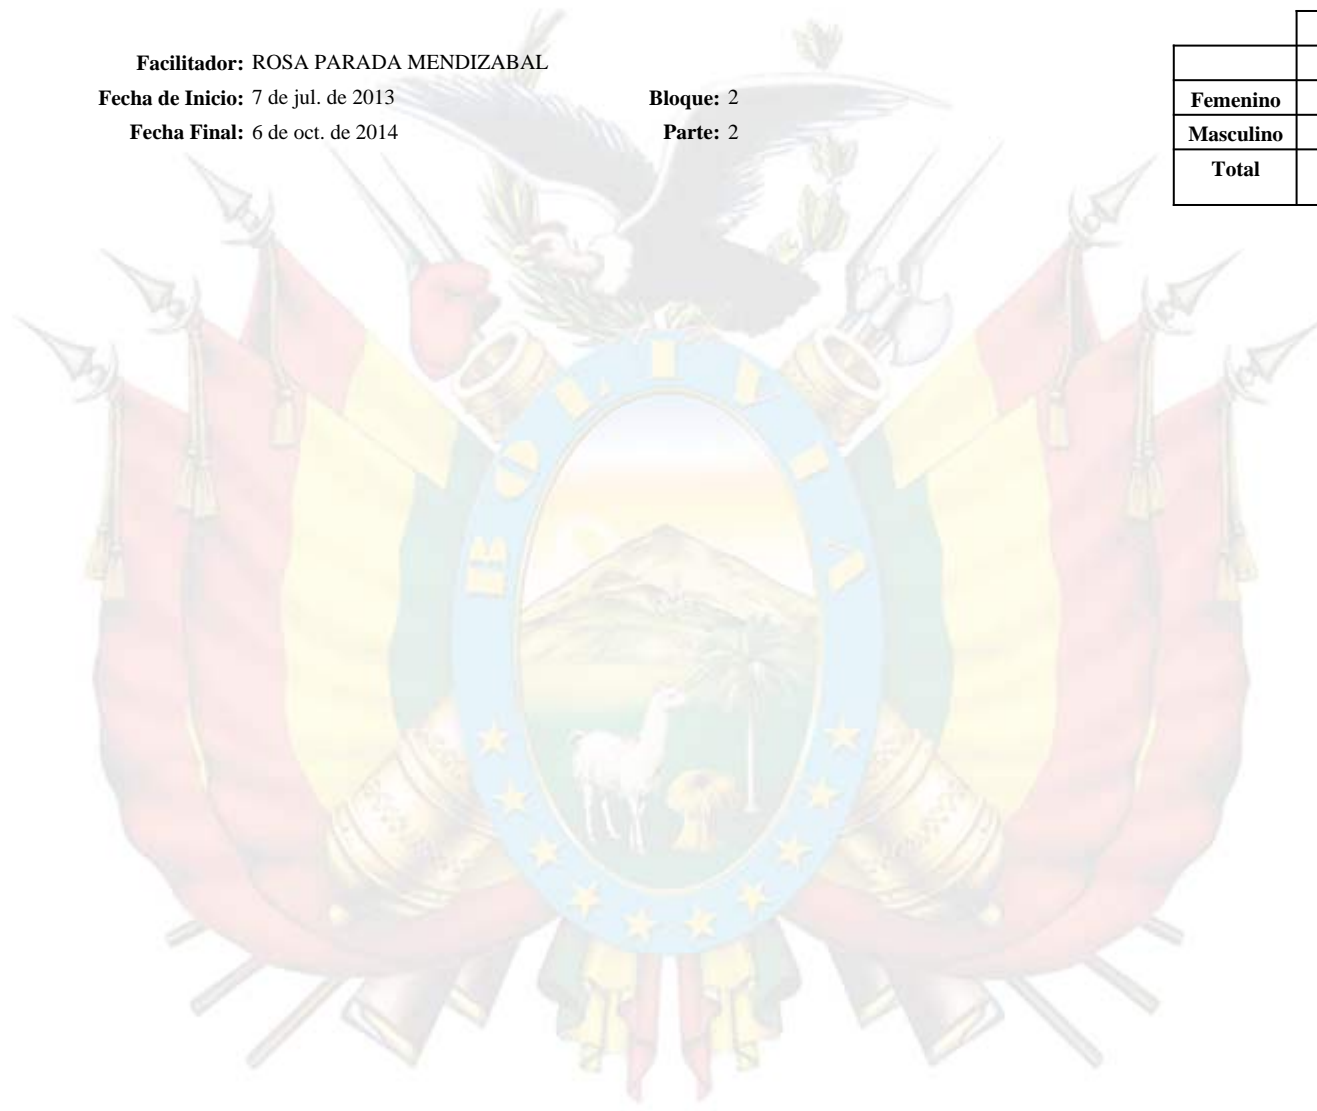 Facilitador: ROSA PARADA MENDIZABAL
Fecha de Inicio: 7 de jul. de 2013 Bloque: 2
Fecha Final: 6 de oct. de 2014 Parte: 2
Femenino
Masculino
Total
BOLIVIA